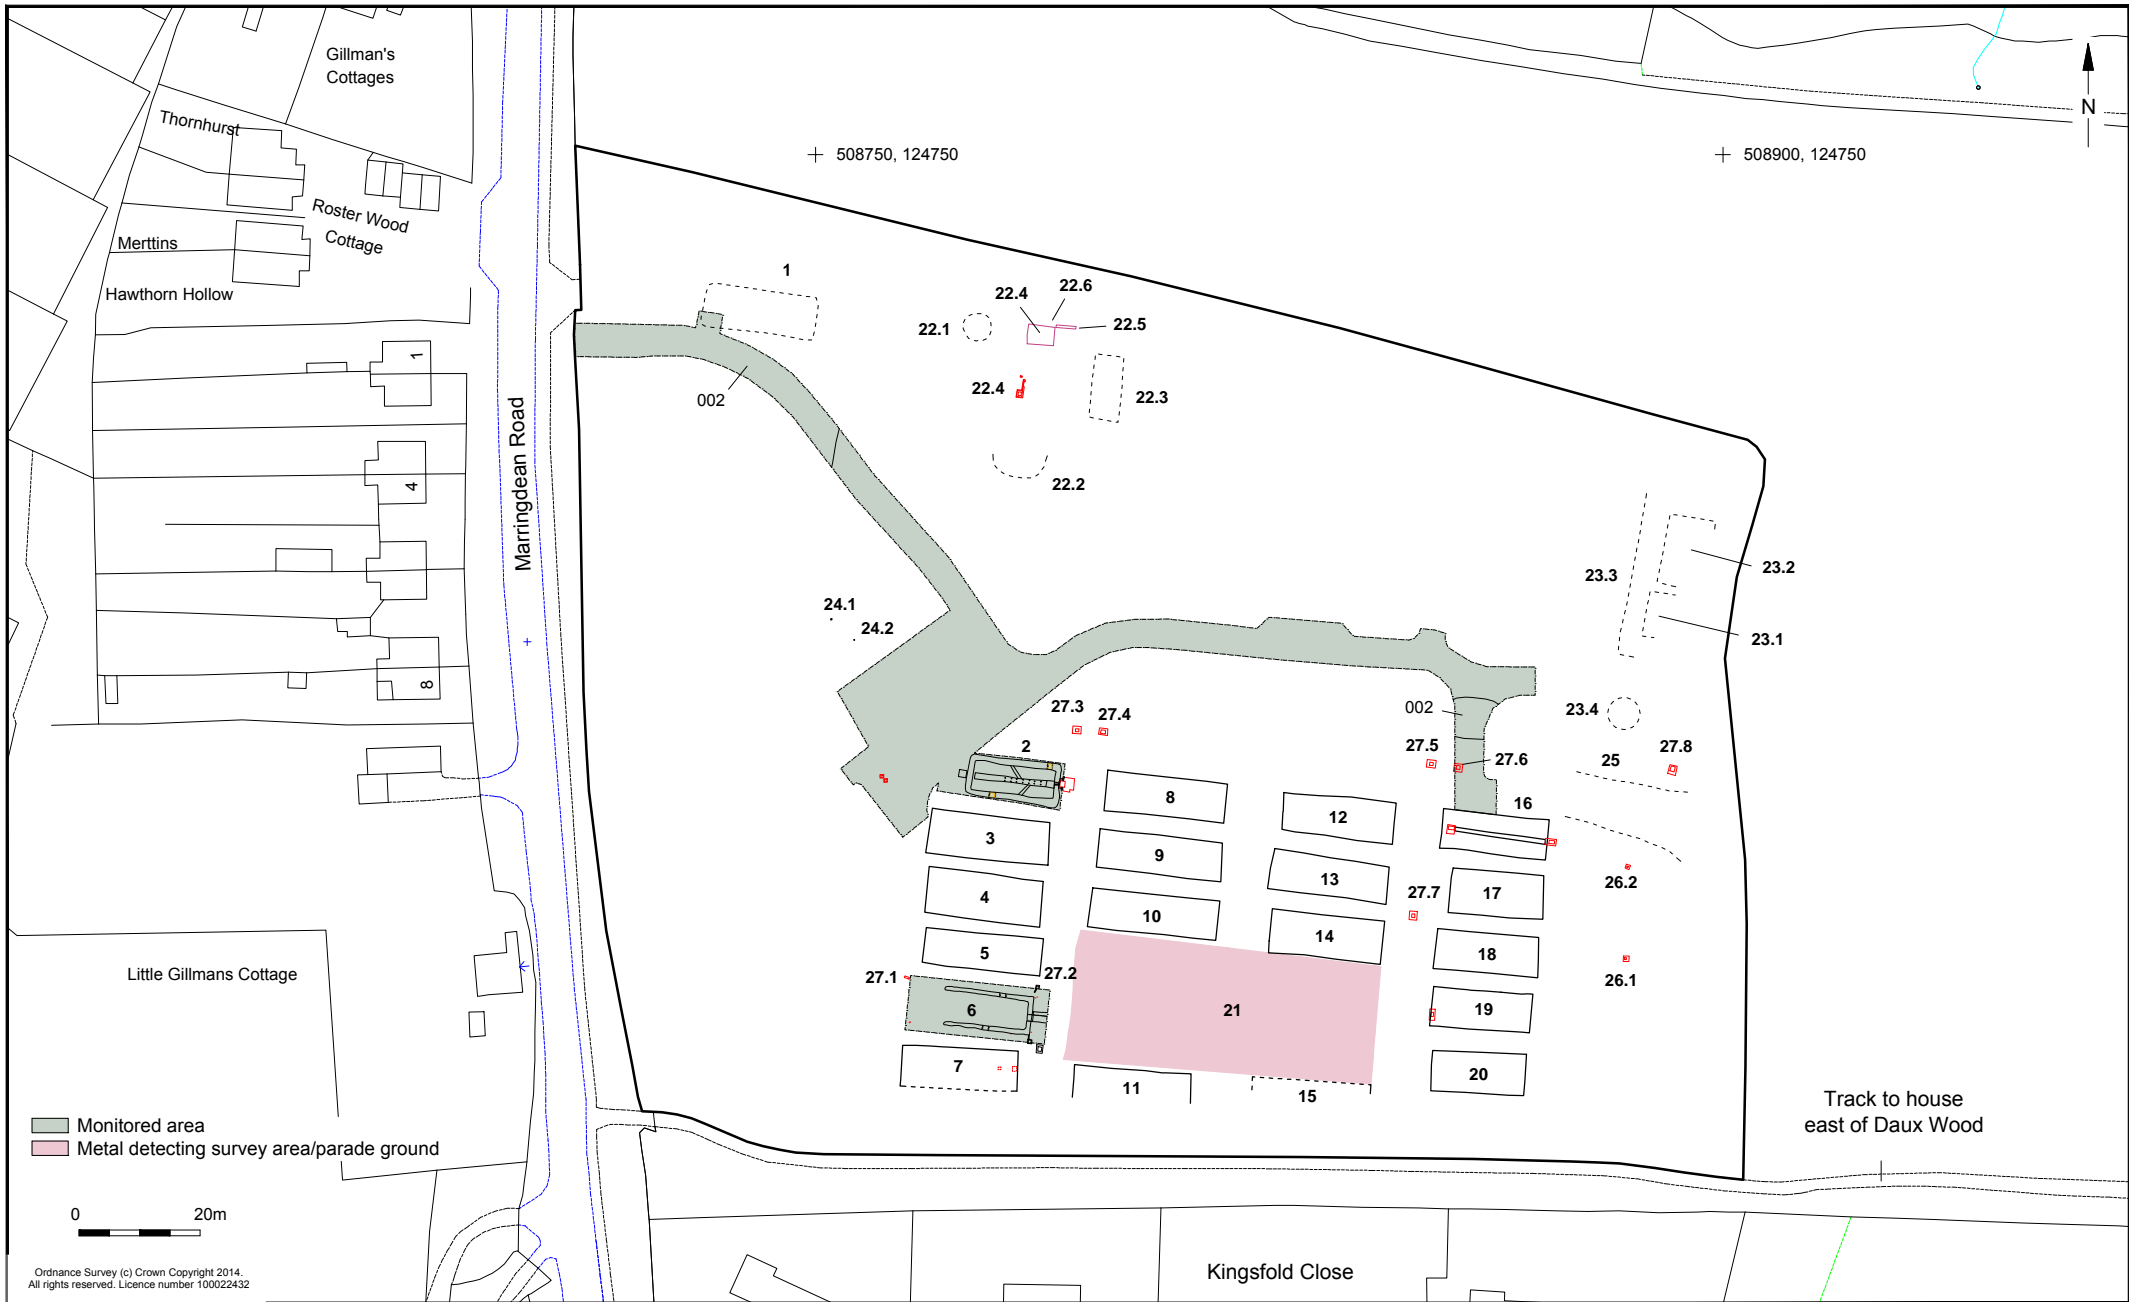 Gillman's
Cottages
Thornhurst
Roster Wood
Cottage
Merttins
Hawthorn Hollow
508750, 124750
508900, 124750
N
1
22.4
22.6
22.1
22.5
22.4
22.3
22.2
002
1
4
8
Marringdean Road
23.3
23.2
23.1
23.4
24.1
24.2
27.3
27.4
002
27.5
27.6
25
27.8
2
8
12
16
3
9
13
17
26.2
4
10
27.7
14
18
26.1
5
27.1
27.2
6
21
19
7
11
15
20
Little Gillmans Cottage
Track to house
east of Daux Wood
Monitored area
Metal detecting survey area/parade ground
0 20m
Ordnance Survey (c) Crown Copyright 2014.
All rights reserved. Licence number 100022432
Kingsfold Close